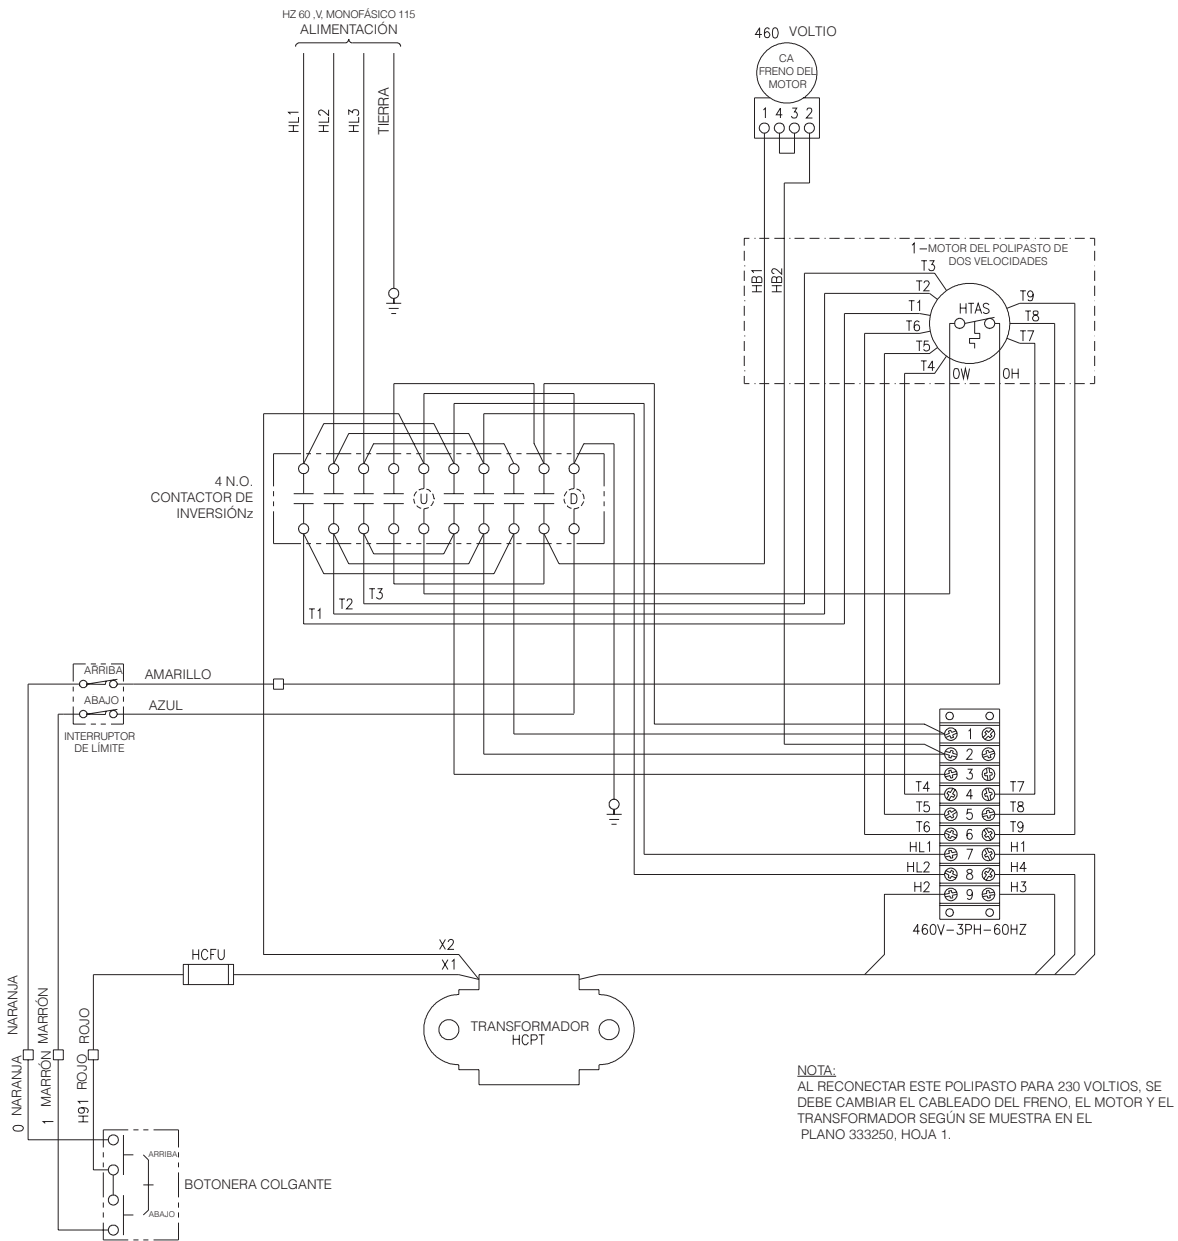 HZ 60 ,V, MONOFÁSICO 115
ALIMENTACIÓN
HL1
HL2
HL3
TIERRA
460 VOLTIO
CA
FRENO DEL
MOTOR
1 4 3 2
HB1
HB2
1-MOTOR DEL POLIPASTO DE
DOS VELOCIDADES
T3
T2
T1
T6
T5
T4
HTAS
T9
T8
T7
OW
OH
4 N.O.
CONTACTOR DE
INVERSIÓNz
U
D
T1
T2
T3
ARRIBA
AMARILLO
ABAJO
AZUL
INTERRUPTOR
DE LÍMITE
1
2
3
T4 4 T7
T5 5 T8
T6 6 T9
HL1 7 H1
HL2 8 H4
H2 9 H3
460V-3PH-60HZ
X2
X1
HCFU
TRANSFORMADOR
HCPT
NARANJA
MARRÓN
ROJO
0 NARANJA
1 MARRÓN
H91 ROJO
ARRIBA
BOTONERA COLGANTE
ABAJO
NOTA:
AL RECONECTAR ESTE POLIPASTO PARA 230 VOLTIOS, SE
DEBE CAMBIAR EL CABLEADO DEL FRENO, EL MOTOR Y EL
TRANSFORMADOR SEGÚN SE MUESTRA EN EL
PLANO 333250, HOJA 1.